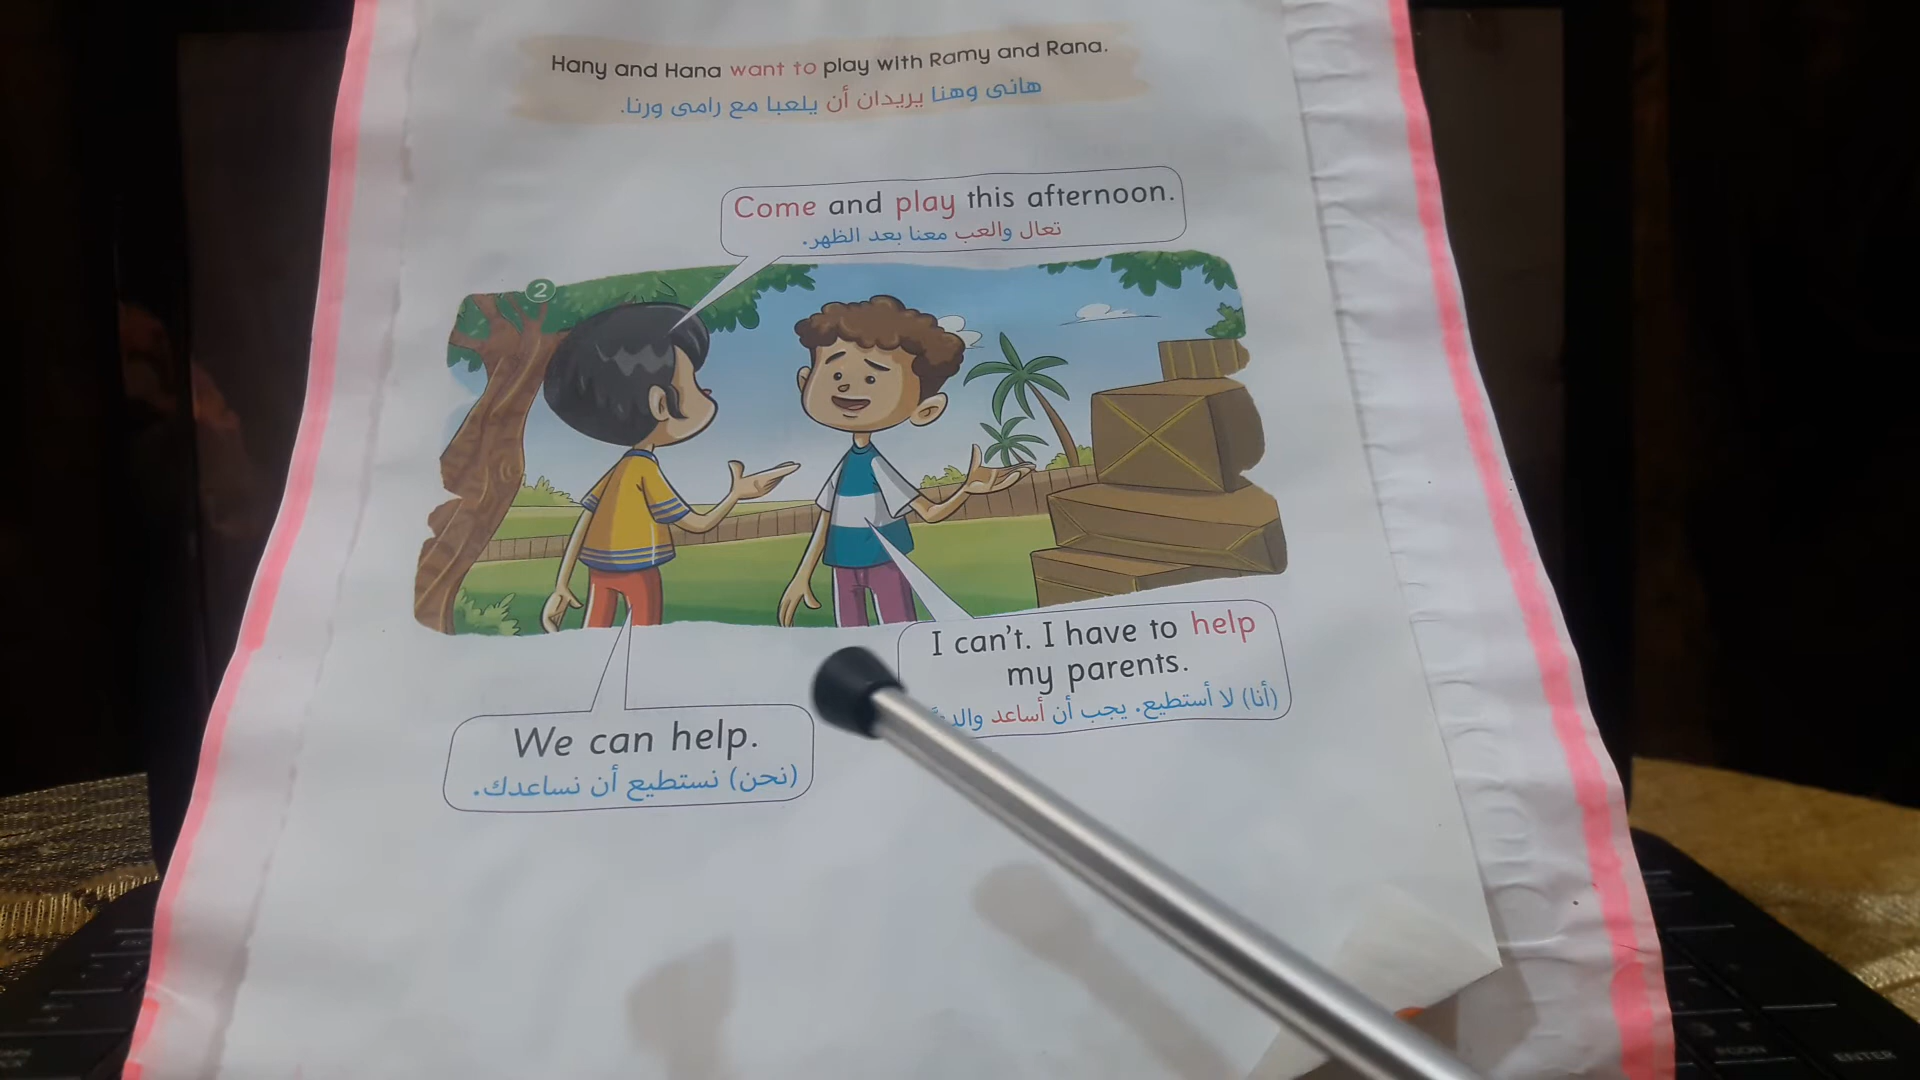 Hany and Hana want to play with Ramy and Rana.
هانى وهنا يريدان أن يلعبا مع رامى ورنا.
Come and play this afternoon.
تعال والعب معنا بعد الظهر.
2
I can't. I have to help
my parents.
(أنا) لا أستطيع. يجب أن أساعد
We can help.
(نحن) نستطيع أن نساعدك.
ENTER